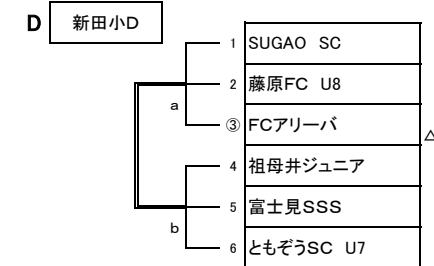 D 新田小D
1 SUGAO SC
2 藤原FC U8
a
③ FCアリーバ
△
4 祖母井ジュニア
5 富士見SSS
b
6 ともぞうSC U7